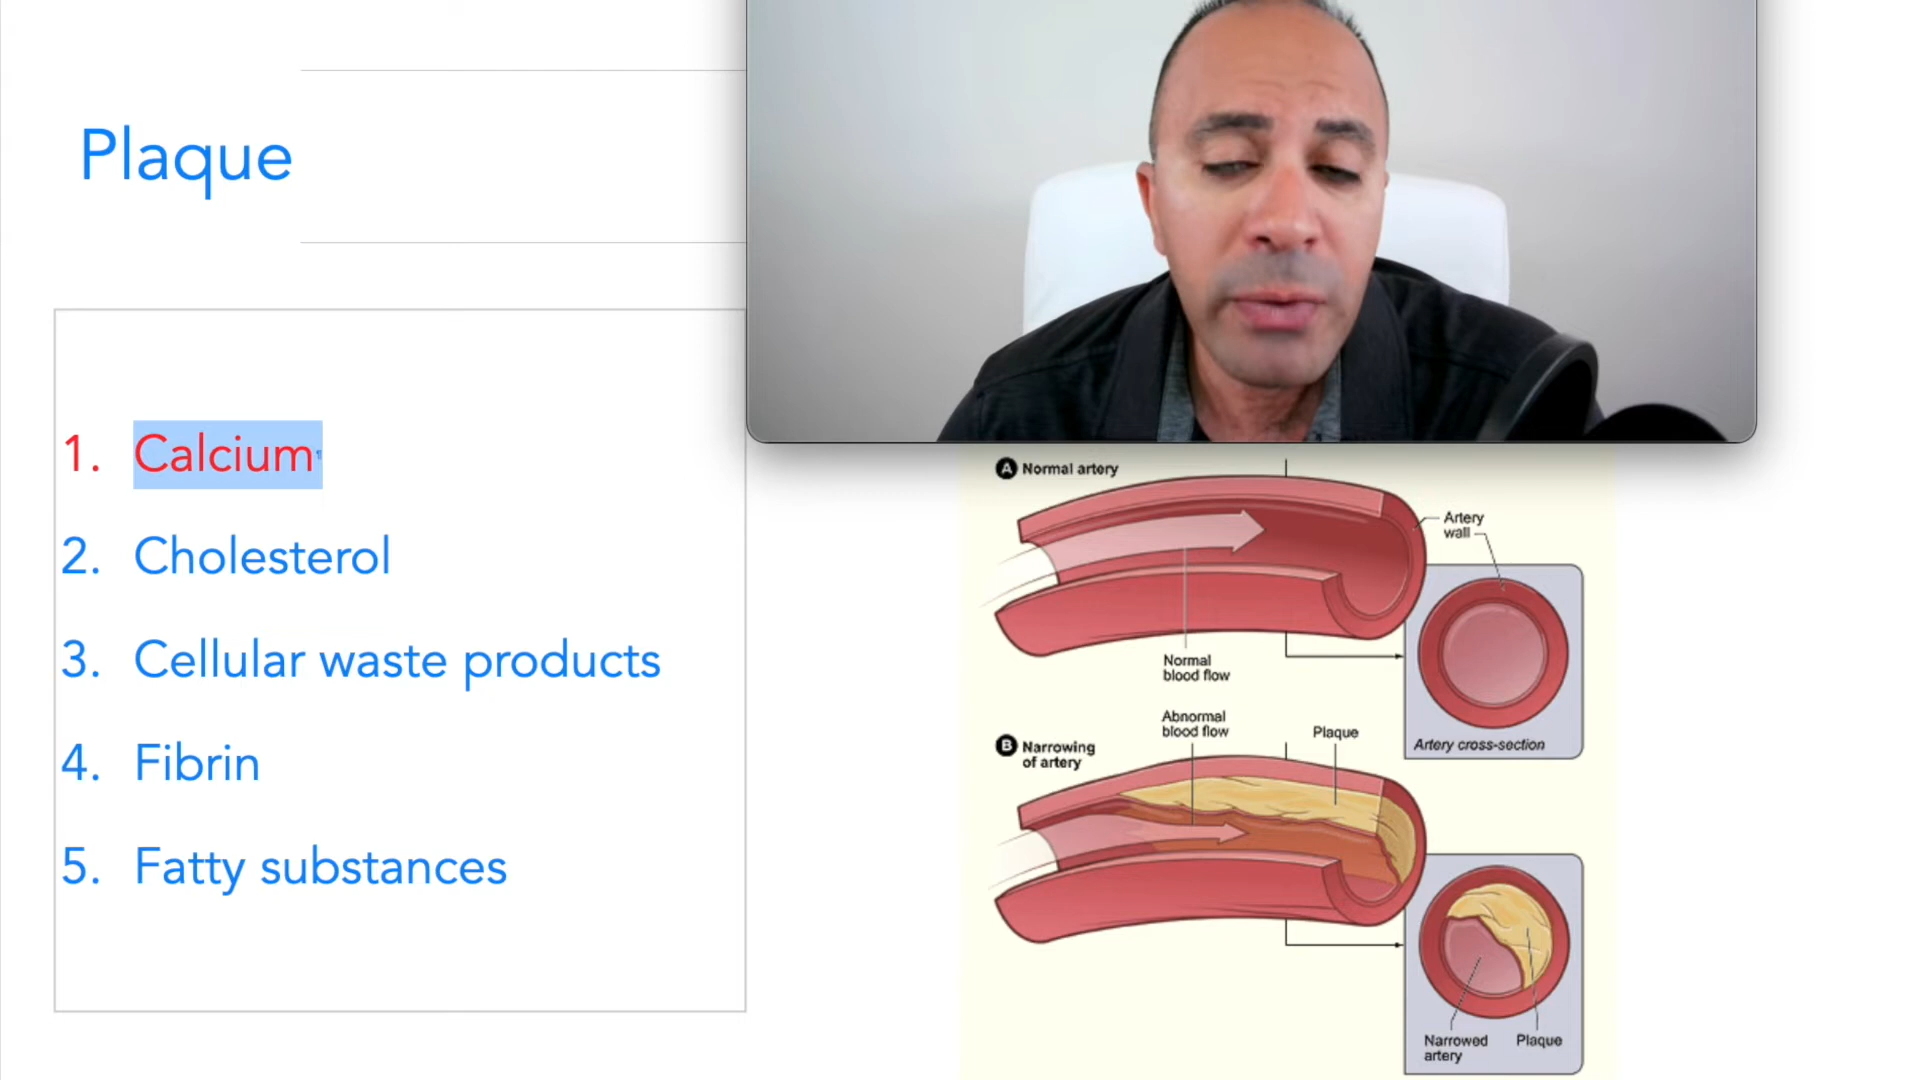 Plaque
1. Calcium
2. Cholesterol
3. Cellular waste products
4. Fibrin
5. Fatty substances
A Normal artery
Artery
wall
Normal
blood flow
Artery cross-section
Abnormal
blood flow
Plaque
B Narrowing
of artery
Narrowed
artery
Plaque